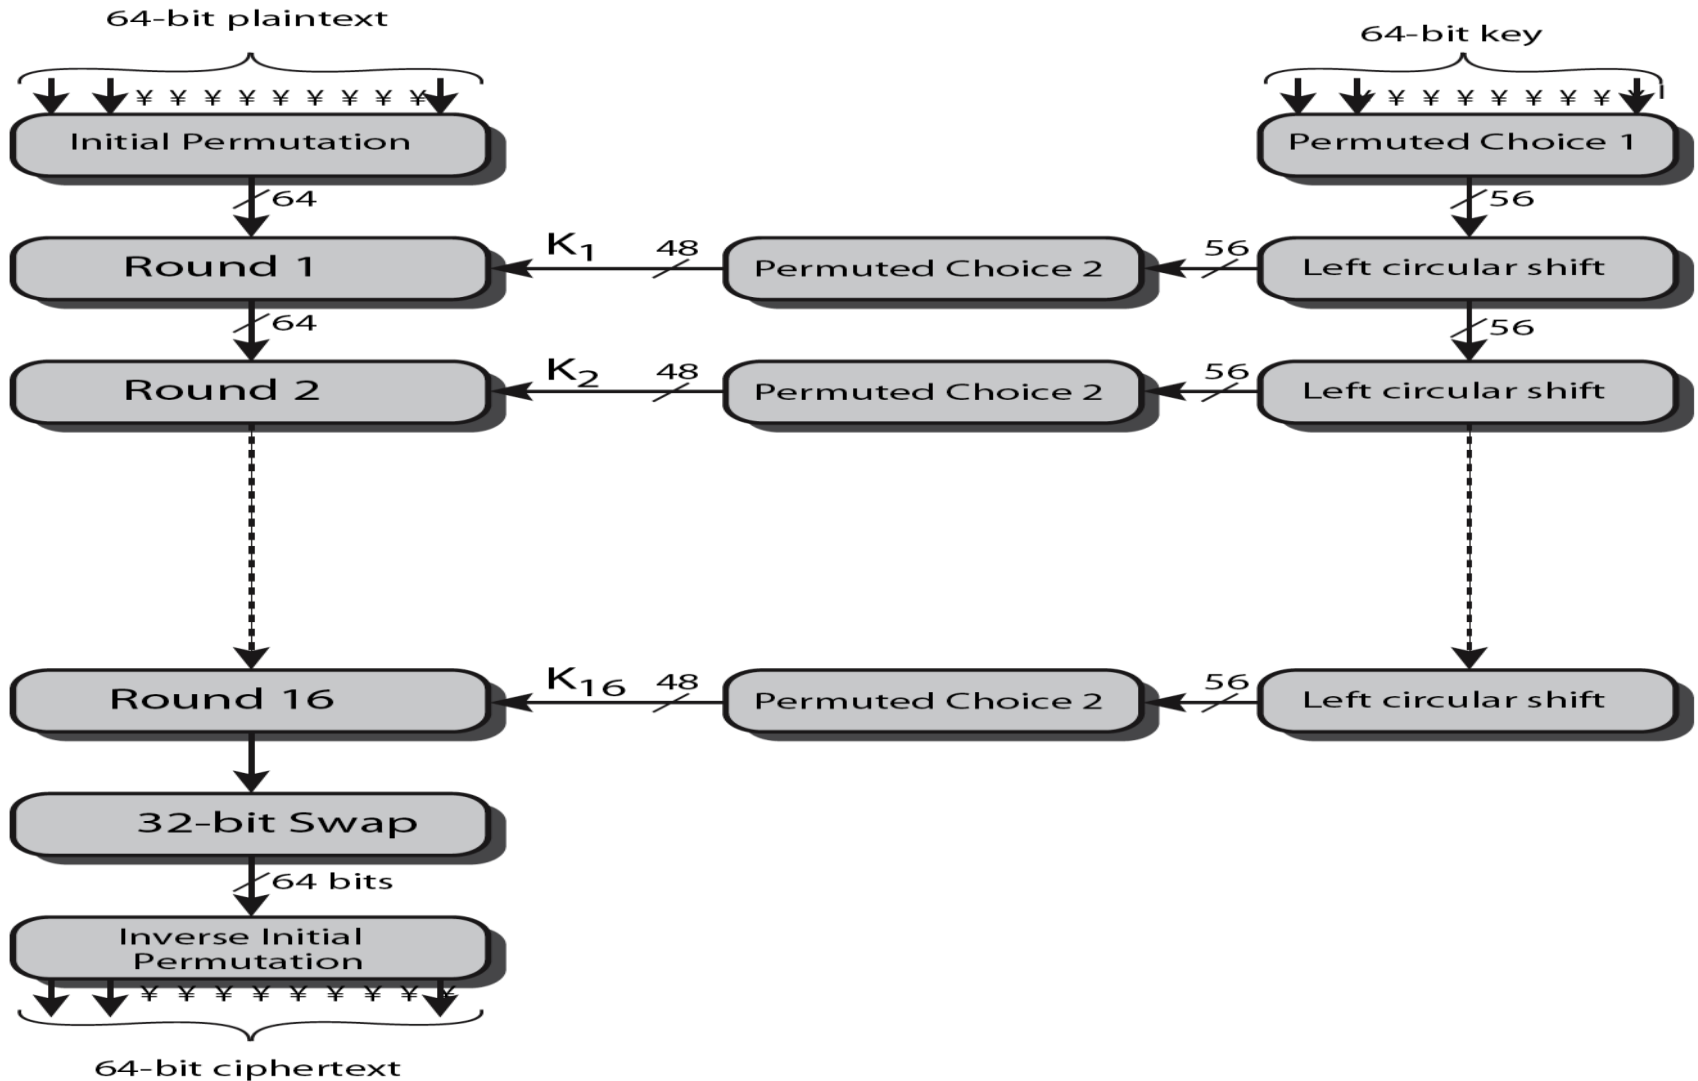 64-bit plaintext
64-bit key
¥ ¥ ¥ ¥ ¥ ¥ ¥ ¥ ¥
¥ ¥ ¥ ¥ ¥ ¥ ¥ ¥ ¥
Initial Permutation
Permuted Choice 1
64
56
Round 1
K1
48
Permuted Choice 2
56
Left circular shift
64
56
Round 2
K2
48
Permuted Choice 2
56
Left circular shift
Round 16
K16
48
Permuted Choice 2
56
Left circular shift
32-bit Swap
64 bits
Inverse Initial
Permutation
¥ ¥ ¥ ¥ ¥ ¥ ¥ ¥ ¥
64-bit ciphertext